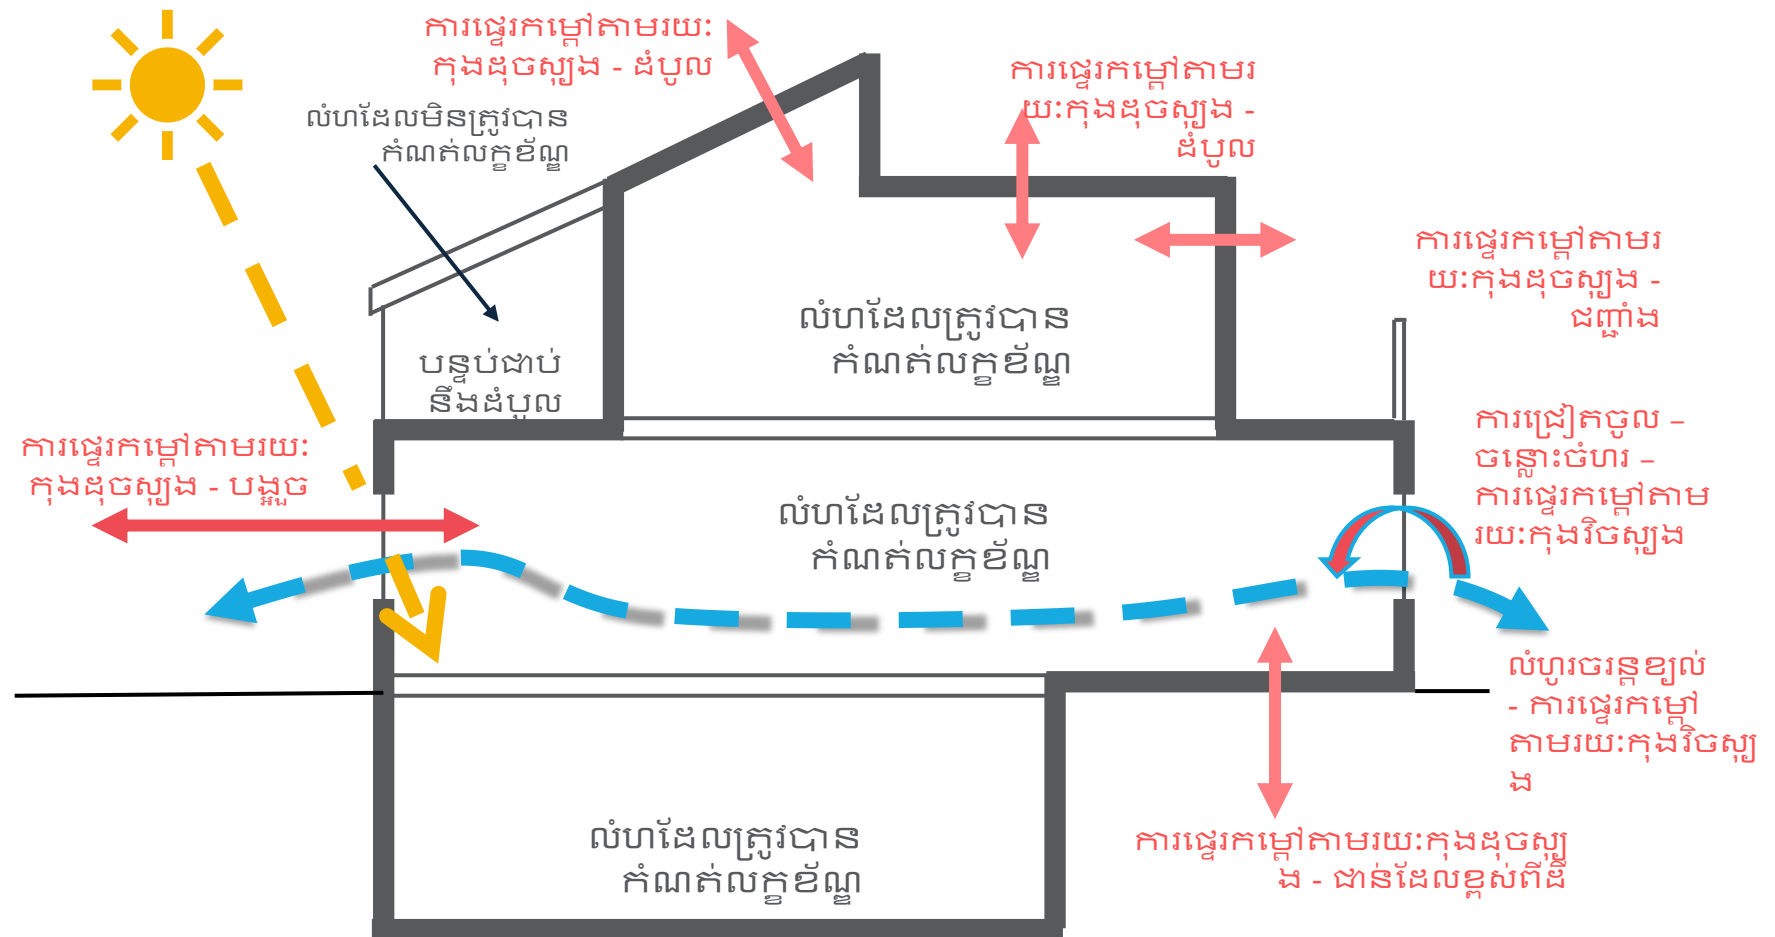 ការផ្ទេរកម្ដៅតាមរយៈ
កុងដុចស្យុង - ដំបូល
ការផ្ទេរកម្ដៅតាមរ
យៈកុងដុចស្យុង -
ដំបូល
លំហដែលមិនត្រូវបាន
កំណត់លក្ខខ័ណ្ឌ
ការផ្ទេរកម្ដៅតាមរ
យៈកុងដុចស្យុង -
ជញ្ជាំង
លំហដែលត្រូវបាន
កំណត់លក្ខខ័ណ្ឌ
បន្ទប់ជាប់
នឹងដំបូល
ការផ្ទេរកម្ដៅតាមរយៈ
កុងដុចស្យុង - បង្អួច
ការជ្រៀតចូល –
ចន្លោះចំហរ –
ការផ្ទេរកម្ដៅតាម
រយៈកុងវិចស្យុង
លំហដែលត្រូវបាន
កំណត់លក្ខខ័ណ្ឌ
លំហូរចរន្តខ្យល់
- ការផ្ទេរកម្ដៅ
តាមរយៈកុងវិចស្យុ
ង
លំហដែលត្រូវបាន
កំណត់លក្ខខ័ណ្ឌ
ការផ្ទេរកម្ដៅតាមរយៈកុងដុចស្យុ
ង - ជាន់ដែលខ្ពស់ពីដី